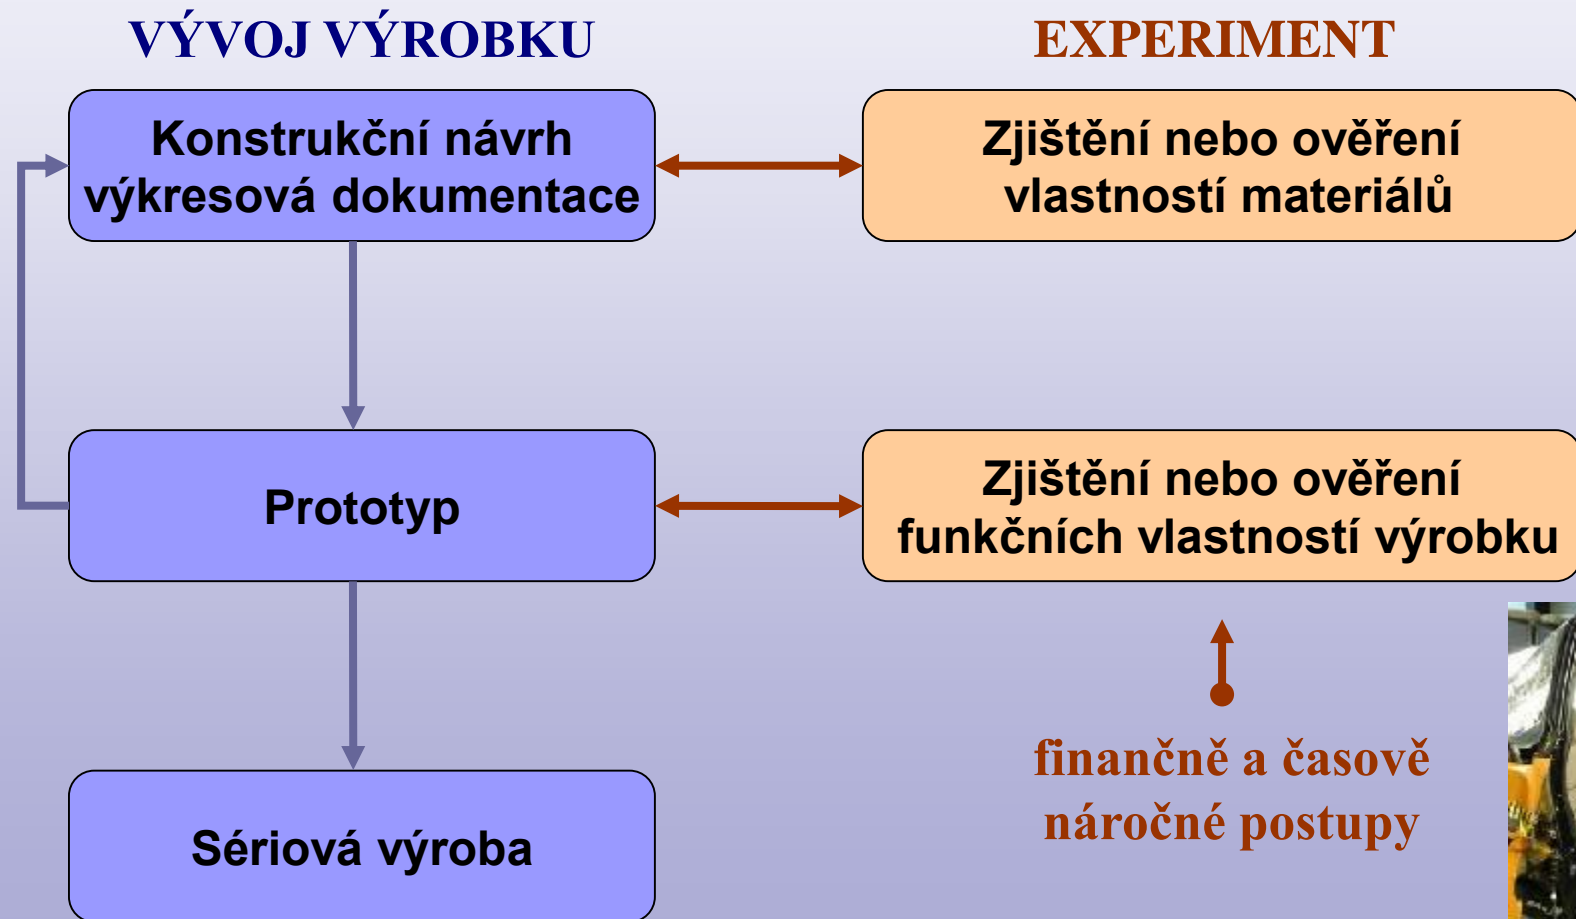 VÝVOJ VÝROBKU
EXPERIMENT
Konstrukční návrh
výkresová dokumentace
Zjištění nebo ověření
vlastností materiálů
Prototyp
Zjištění nebo ověření
funkčních vlastností výrobku
finančně a časově
náročné postupy
Sériová výroba